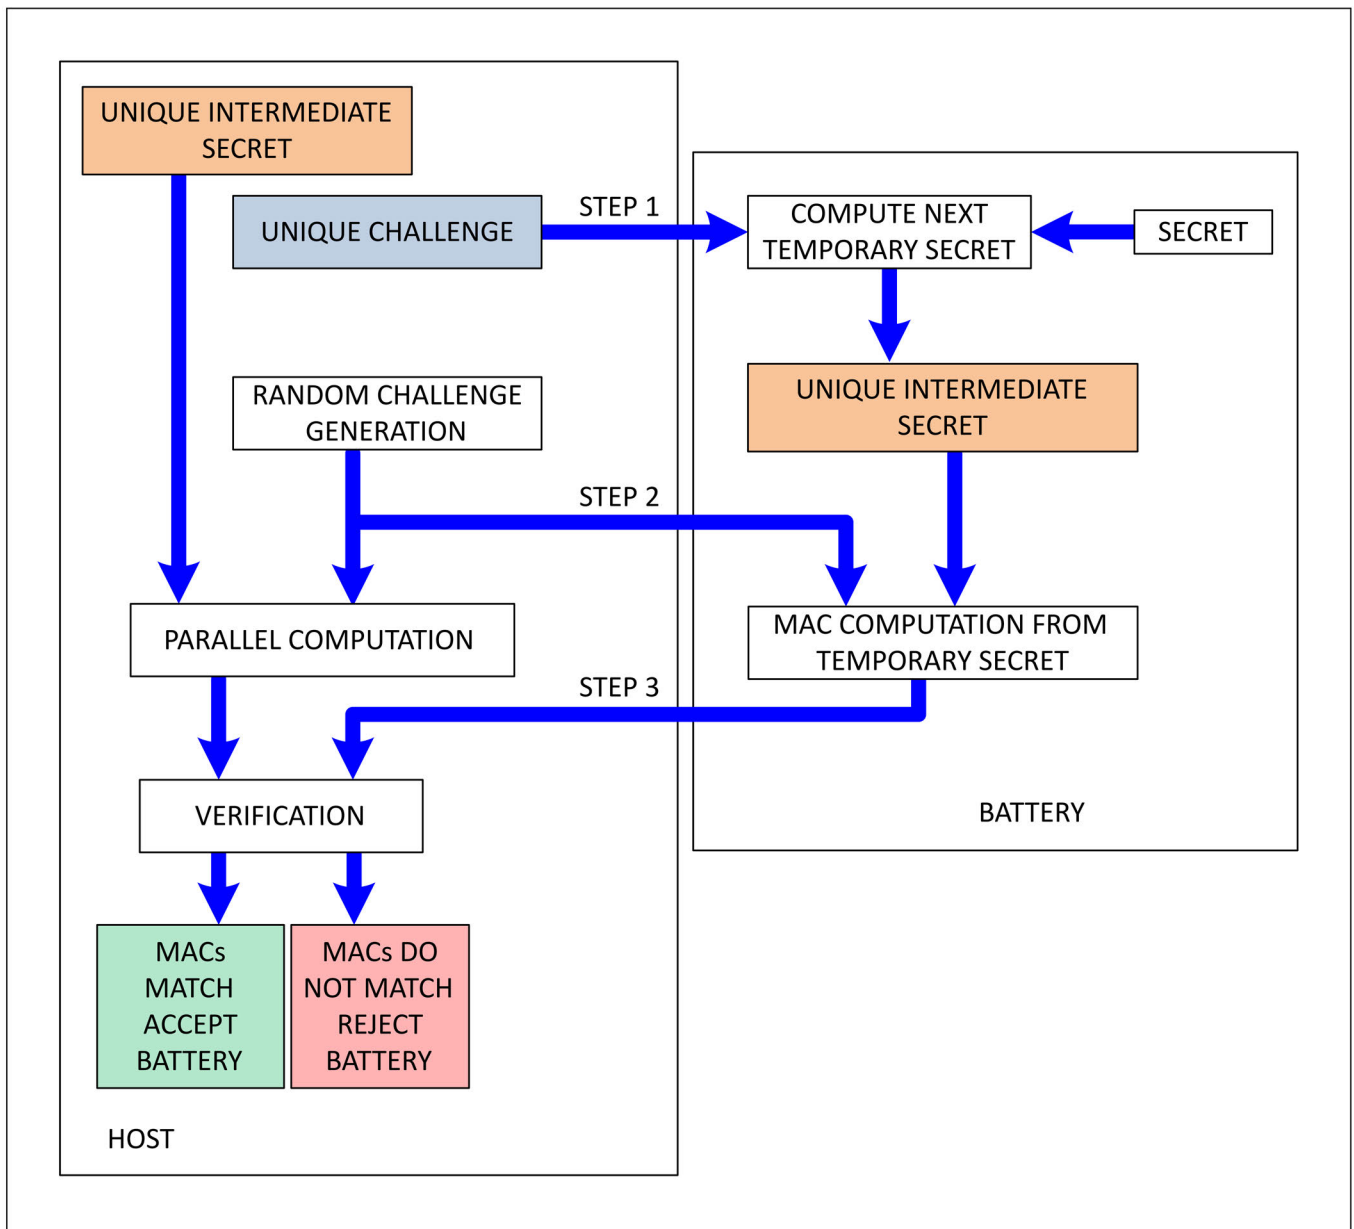 UNIQUE INTERMEDIATE
SECRET
UNIQUE CHALLENGE
STEP 1
COMPUTE NEXT
TEMPORARY SECRET
SECRET
RANDOM CHALLENGE
GENERATION
UNIQUE INTERMEDIATE
SECRET
STEP 2
PARALLEL COMPUTATION
MAC COMPUTATION FROM
TEMPORARY SECRET
STEP 3
VERIFICATION
BATTERY
MACs
MATCH
ACCEPT
BATTERY
MACs DO
NOT MATCH
REJECT
BATTERY
HOST